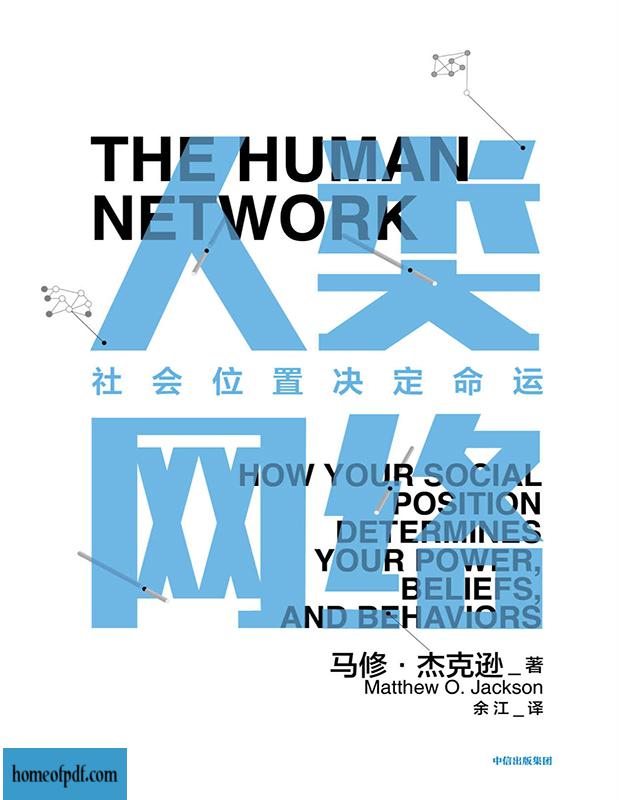 THE HUMAN
NETWORK
人类
社会位置决定命运
网络
HOW YOUR SOCIAL
POSITION
DETERMINES
YOUR POWER,
BELIEFS,
AND BEHAVIORS
马修·杰克逊_著
Matthew O. Jackson
余江_译
中信出版集团
homeofpdf.com